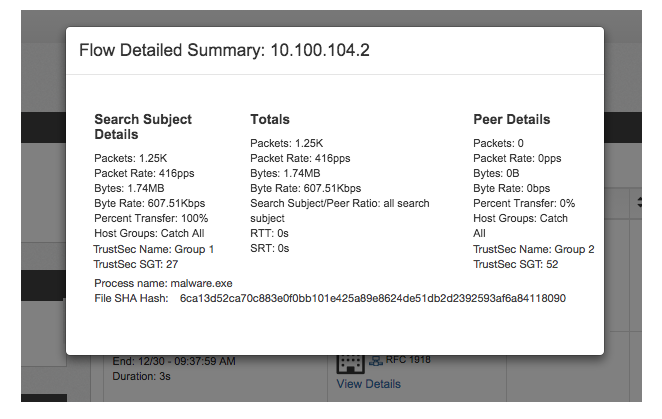 Flow Detailed Summary: 10.100.104.2
Search Subject
Details
Packets: 1.25K
Packet Rate: 416pps
Bytes: 1.74MB
Byte Rate: 607.51Kbps
Percent Transfer: 100%
Host Groups: Catch All
TrustSec Name: Group 1
TrustSec SGT: 27
Totals
Packets: 1.25K
Packet Rate: 416pps
Bytes: 1.74MB
Byte Rate: 607.51Kbps
Search Subject/Peer Ratio: all search
subject
RTT: 0s
SRT: 0s
Peer Details
Packets: 0
Packet Rate: 0pps
Bytes: 0B
Byte Rate: 0bps
Percent Transfer: 0%
Host Groups: Catch
All
TrustSec Name: Group 2
TrustSec SGT: 52
Process name: malware.exe
File SHA Hash: 6ca13d52ca70c883e0f0bb101e425a89e8624de51db2d2392593af6a84118090
End: 12/30 - 09:37:59 AM
Duration: 3s
RFC 1918
View Details